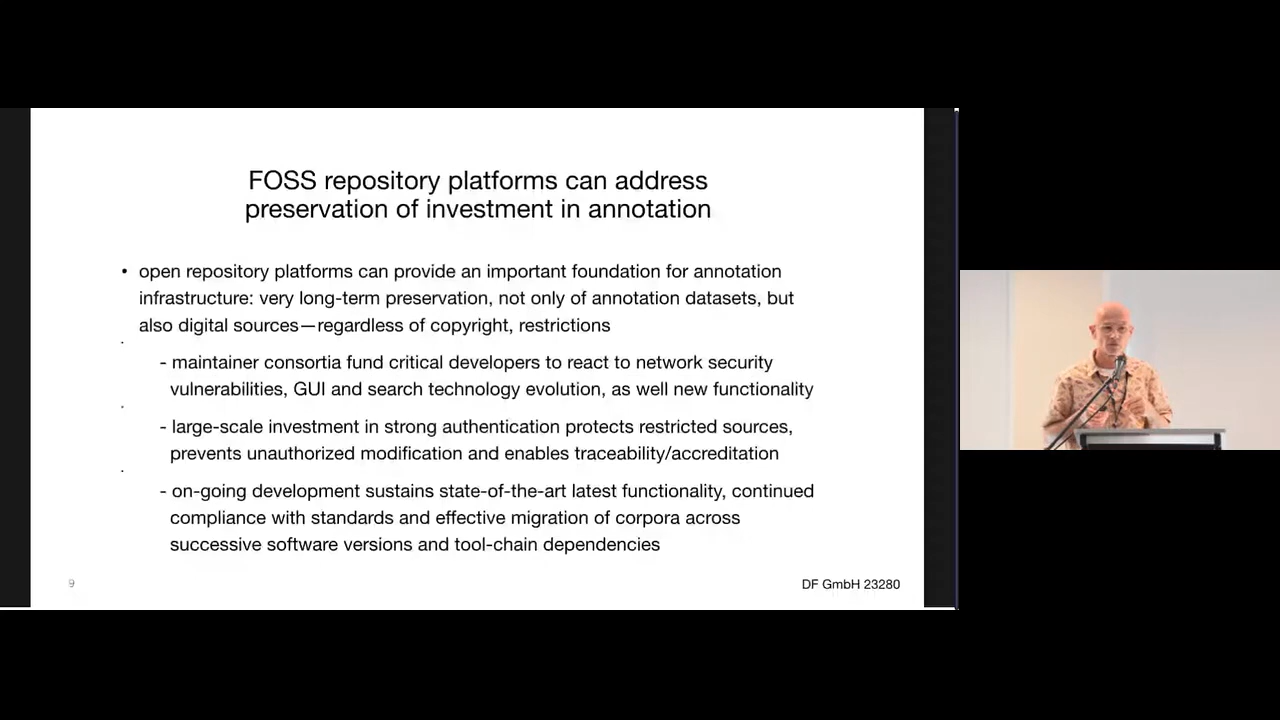 FOSS repository platforms can address
preservation of investment in annotation
• open repository platforms can provide an important foundation for annotation
infrastructure: very long-term preservation, not only of annotation datasets, but
also digital sources—regardless of copyright, restrictions
- maintainer consortia fund critical developers to react to network security
vulnerabilities, GUI and search technology evolution, as well new functionality
- large-scale investment in strong authentication protects restricted sources,
prevents unauthorized modification and enables traceability/accreditation
- on-going development sustains state-of-the-art latest functionality, continued
compliance with standards and effective migration of corpora across
successive software versions and tool-chain dependencies
9
DF GmbH 23280